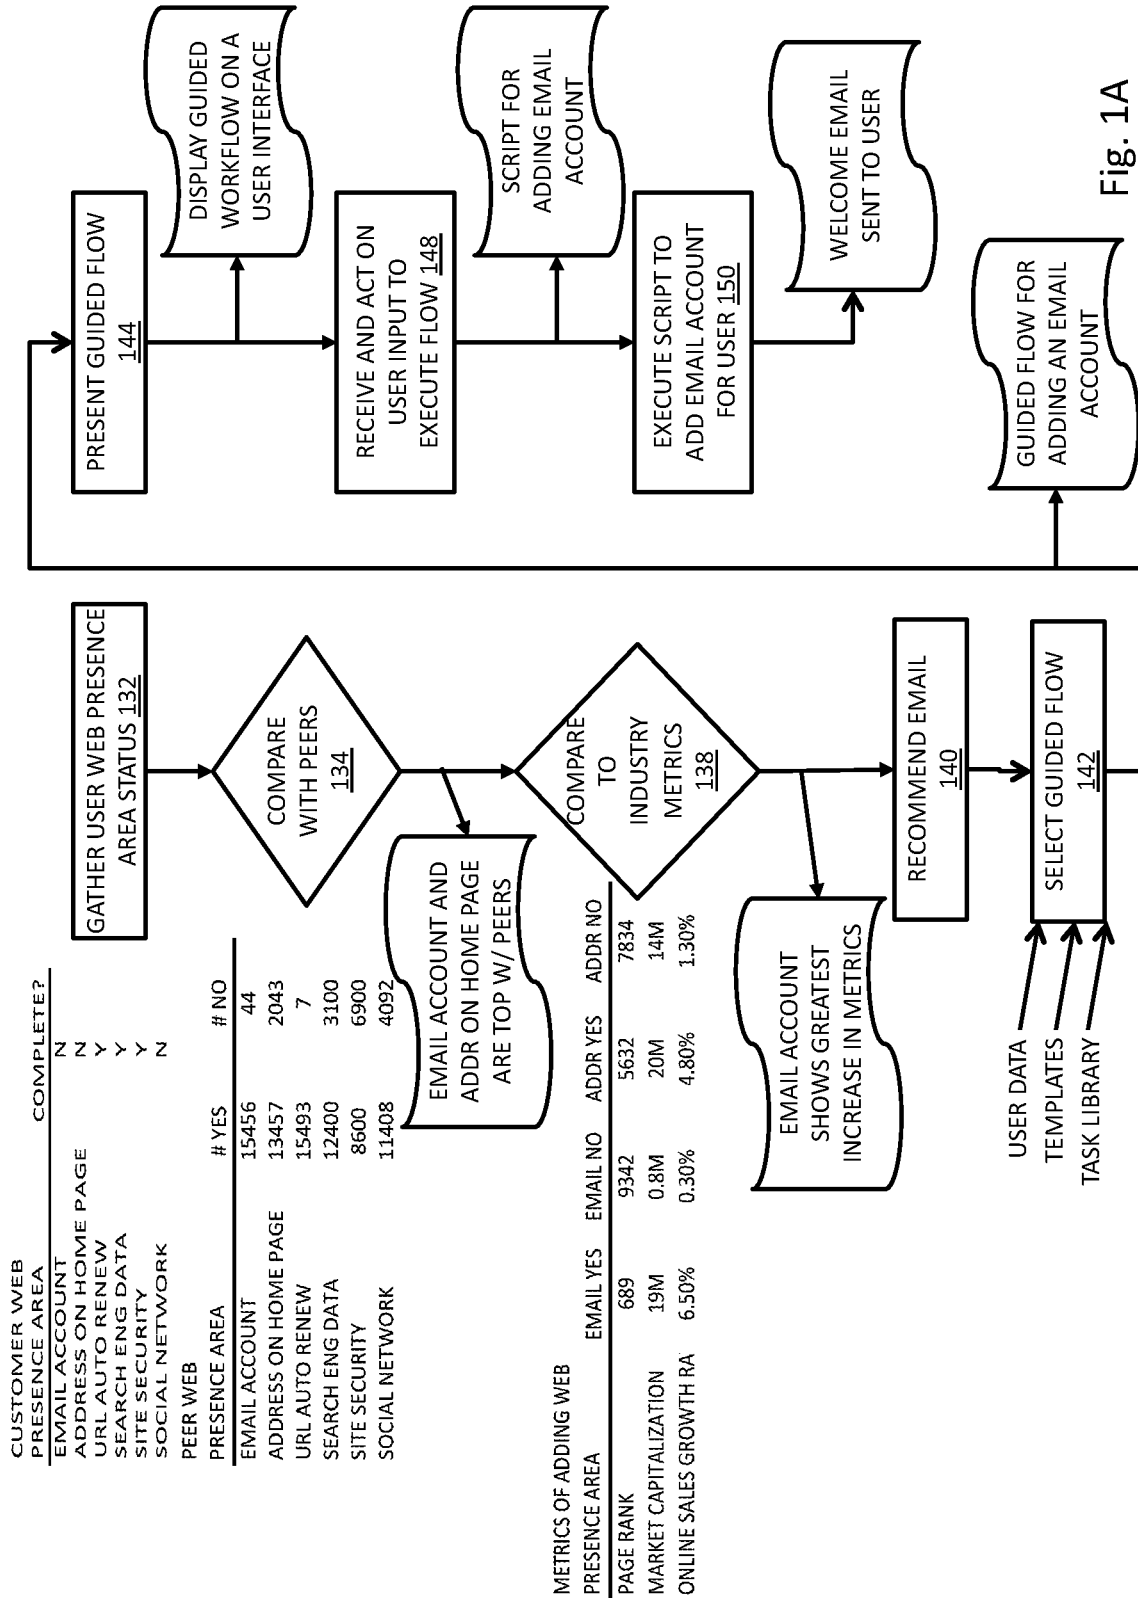 CUSTOMER WEB
PRESENCE AREA COMPLETE?
EMAIL ACCOUNT N
ADDRESS ON HOME PAGE N
URL AUTO RENEW Y
SEARCH ENG DATA Y
SITE SECURITY Y
SOCIAL NETWORK N
PEER WEB
PRESENCE AREA # YES # NO
EMAIL ACCOUNT 15456 44
ADDRESS ON HOME PAGE 13457 2043
URL AUTO RENEW 15493 7
SEARCH ENG DATA 12400 3100
SITE SECURITY 8600 6900
SOCIAL NETWORK 11408 4092
METRICS OF ADDING WEB
PRESENCE AREA EMAIL YES EMAIL NO ADDR YES ADDR NO
PAGE RANK 689 9342 5632 7834
MARKET CAPITALIZATION 19M 0.8M 20M 14M
ONLINE SALES GROWTH RA 6.50% 0.30% 4.80% 1.30%
GATHER USER WEB PRESENCE
AREA STATUS 132
COMPARE
WITH PEERS
134
EMAIL ACCOUNT AND
ADDR ON HOME PAGE
ARE TOP W/ PEERS
COMPARE
TO
INDUSTRY
METRICS
138
EMAIL ACCOUNT
SHOWS GREATEST
INCREASE IN METRICS
RECOMMEND EMAIL
140
USER DATA
TEMPLATES
TASK LIBRARY
SELECT GUIDED FLOW
142
GUIDED FLOW FOR
ADDING AN EMAIL
ACCOUNT
PRESENT GUIDED FLOW
144
DISPLAY GUIDED
WORKFLOW ON A
USER INTERFACE
RECEIVE AND ACT ON
USER INPUT TO
EXECUTE FLOW 148
SCRIPT FOR
ADDING EMAIL
ACCOUNT
EXECUTE SCRIPT TO
ADD EMAIL ACCOUNT
FOR USER 150
WELCOME EMAIL
SENT TO USER
Fig. 1A